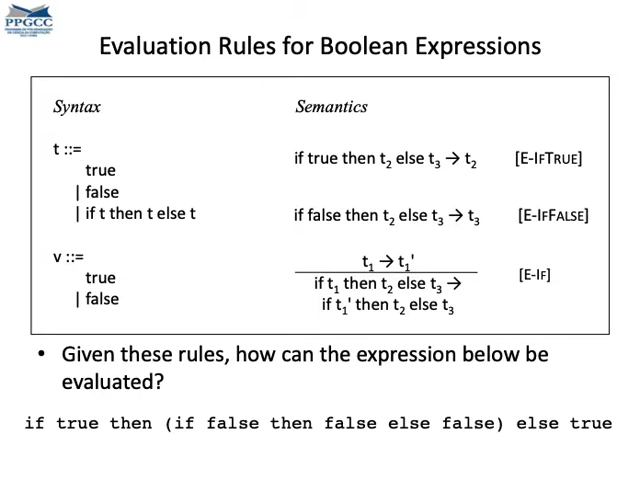 PPGCC
Evaluation Rules for Boolean Expressions
Syntax
Semantics
t ::=
true
| false
| if t then t else t
v ::=
true
| false
if true then t₂ else t₃ → t₂ [E-IFTRUE]
if false then t₂ else t₃ → t₃ [E-IFFALSE]
t₁ → t₁'
if t₁ then t₂ else t₃ →
if t₁' then t₂ else t₃
[E-IF]
• Given these rules, how can the expression below be
evaluated?
if true then (if false then false else false) else true